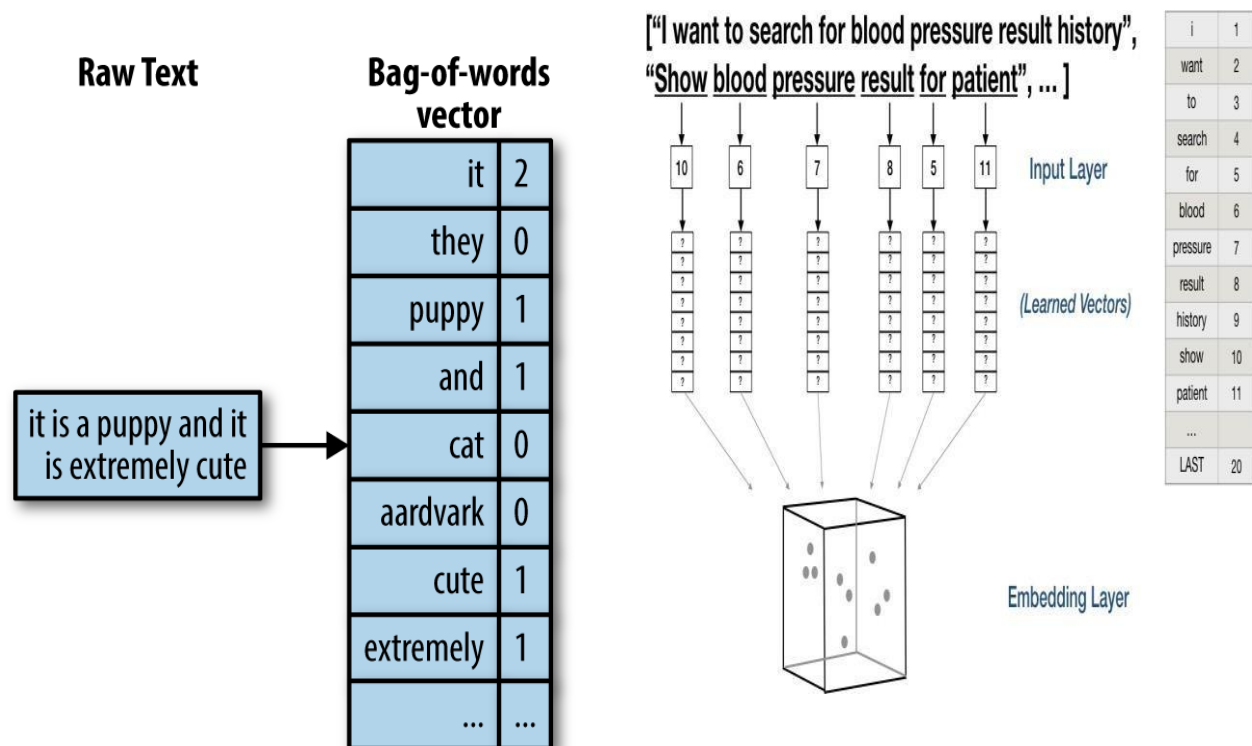 Raw Text
Bag-of-words
vector
it 2
they 0
puppy 1
and 1
cat 0
aardvark 0
cute 1
extremely 1
... ...
it is a puppy and it
is extremely cute
["I want to search for blood pressure result history",
"Show blood pressure result for patient", ... ]
10 6 7 8 5 11
Input Layer
? ? ? ? ? ?
? ? ? ? ? ?
? ? ? ? ? ?
? ? ? ? ? ?
? ? ? ? ? ?
? ? ? ? ? ?
? ? ? ? ? ?
? ? ? ? ? ?
(Learned Vectors)
Embedding Layer
i 1
want 2
to 3
search 4
for 5
blood 6
pressure 7
result 8
history 9
show 10
patient 11
...
LAST 20